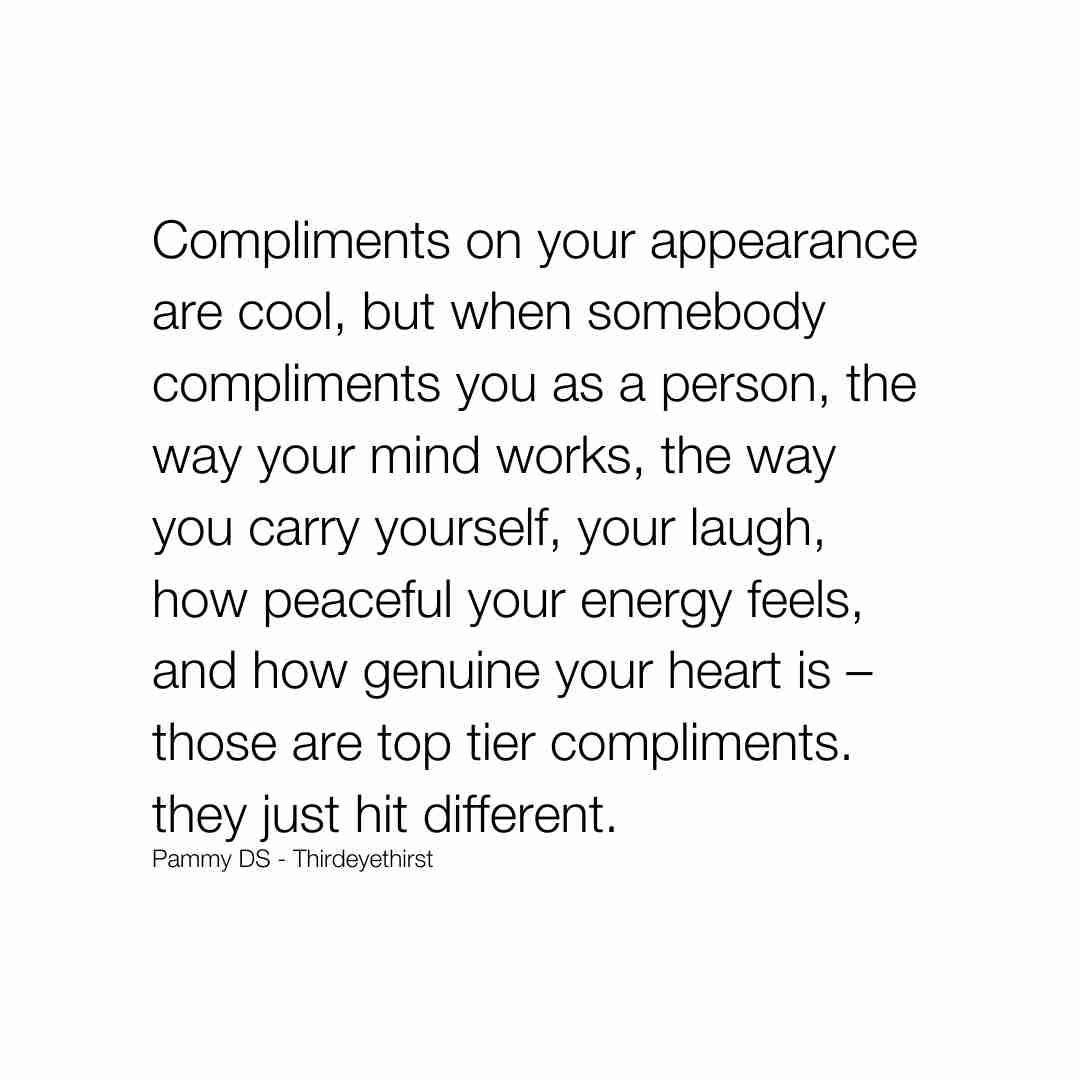 Compliments on your appearance
are cool, but when somebody
compliments you as a person, the
way your mind works, the way
you carry yourself, your laugh,
how peaceful your energy feels,
and how genuine your heart is –
those are top tier compliments.
they just hit different.
Pammy DS - Thirdeyethirst